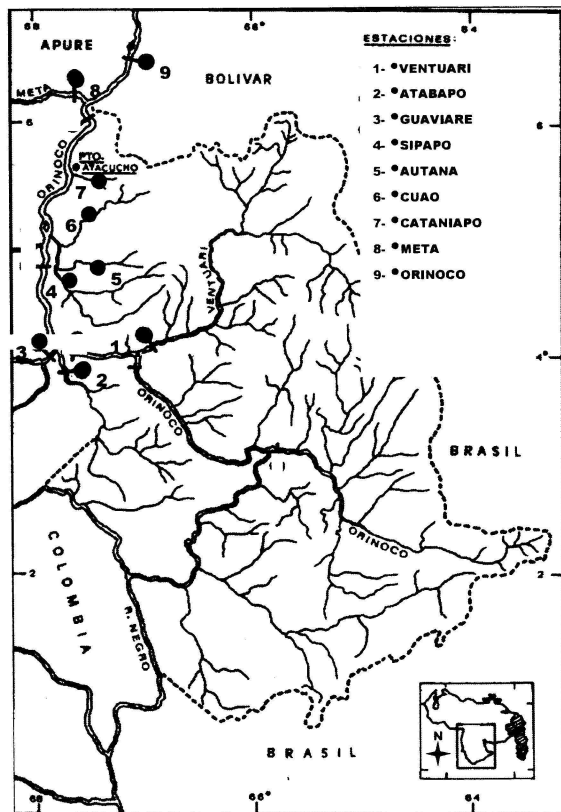 68
66
64
APURE
ESTACIONES:
9
BOLIVAR
1- •VENTUARI
META
8
2- •ATABAPO
6
6
3- •GUAVIARE
4- •SIPAPO
ORINOCO
PTO.
AYACUCHO
5- •AUTANA
7
6- •CUAO
6
7- •CATANIAPO
8- •META
5
9- •ORINOCO
4
VENTUARI
3
1
4°
2
ORINOCO
BRASIL
COLOMBIA
ORINOCO
2
2
R. NEGRO
N
BRASIL
68
66
64